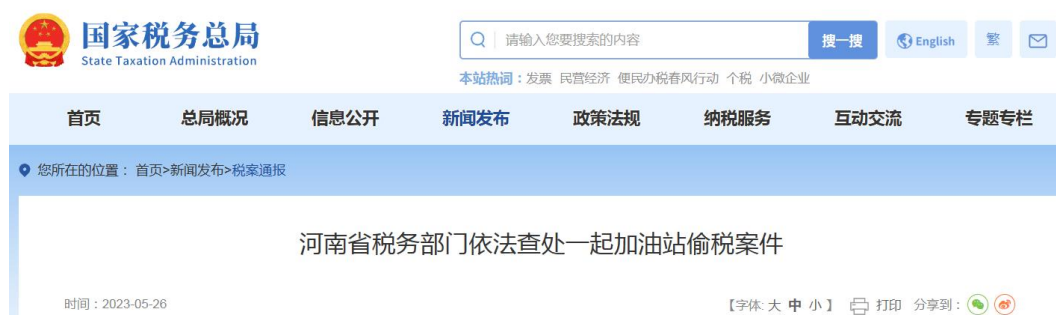 国家税务总局
State Taxation Administration
请输入您要搜索的内容
搜一搜
English
繁
本站热词：发票 民营经济 便民办税春风行动 个税 小微企业
首页 总局概况 信息公开 新闻发布 政策法规 纳税服务 互动交流 专题专栏
您所在的位置： 首页>新闻发布>税案通报
河南省税务部门依法查处一起加油站偷税案件
时间：2023-05-26 【字体:大 中 小】 打印 分享到：